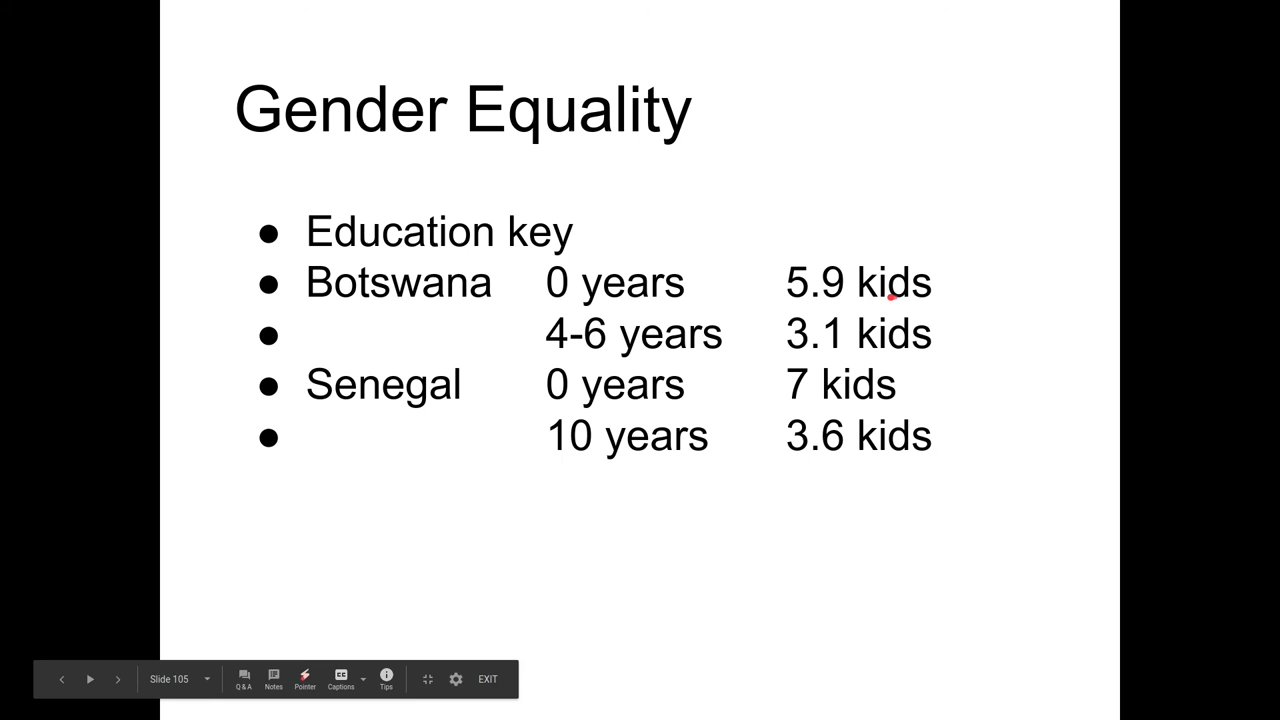 Gender Equality
● Education key
● Botswana 0 years 5.9 kids
● 4-6 years 3.1 kids
● Senegal 0 years 7 kids
● 10 years 3.6 kids
Slide 105 Q & A Notes Pointer Captions Tips EXIT